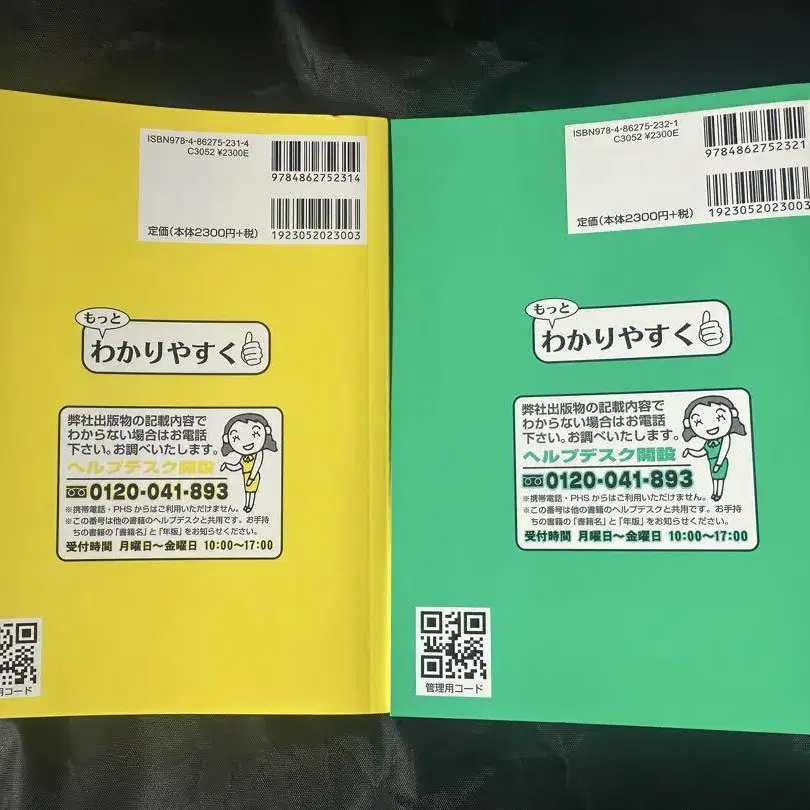 ISBN978-4-86275-231-4
C3052 ¥2300E
9784862752314
定価(本体2300円+税)
1923052023003
もっと
わかりやすく
弊社出版物の記載内容で
わからない場合はお電話
下さい。お調べいたします。
ヘルプデスク開設
0120-041-893
※携帯電話・PHSからはご利用いただけません。
※この番号は他の書籍のヘルプデスクと共用です。お手持
ちの書籍の「書籍名」と「年版」をお知らせください。
受付時間 月曜日～金曜日 10:00～17:00
用コード
ISBN978-4-86275-232-1
C3052 ¥2300E
9784862752321
定価(本体2300円+税)
1923052023003
もっと
わかりやすく
弊社出版物の記載内容で
わからない場合はお電話
下さい。お調べいたします。
ヘルプデスク開設
0120-041-893
※携帯電話・PHSからはご利用いただけません。
※この番号は他の書籍のヘルプデスクと共用です。お手持
ちの書籍の「書籍名」と「年版」をお知らせください。
受付時間 月曜日～金曜日 10:00～17:00
管理用コード